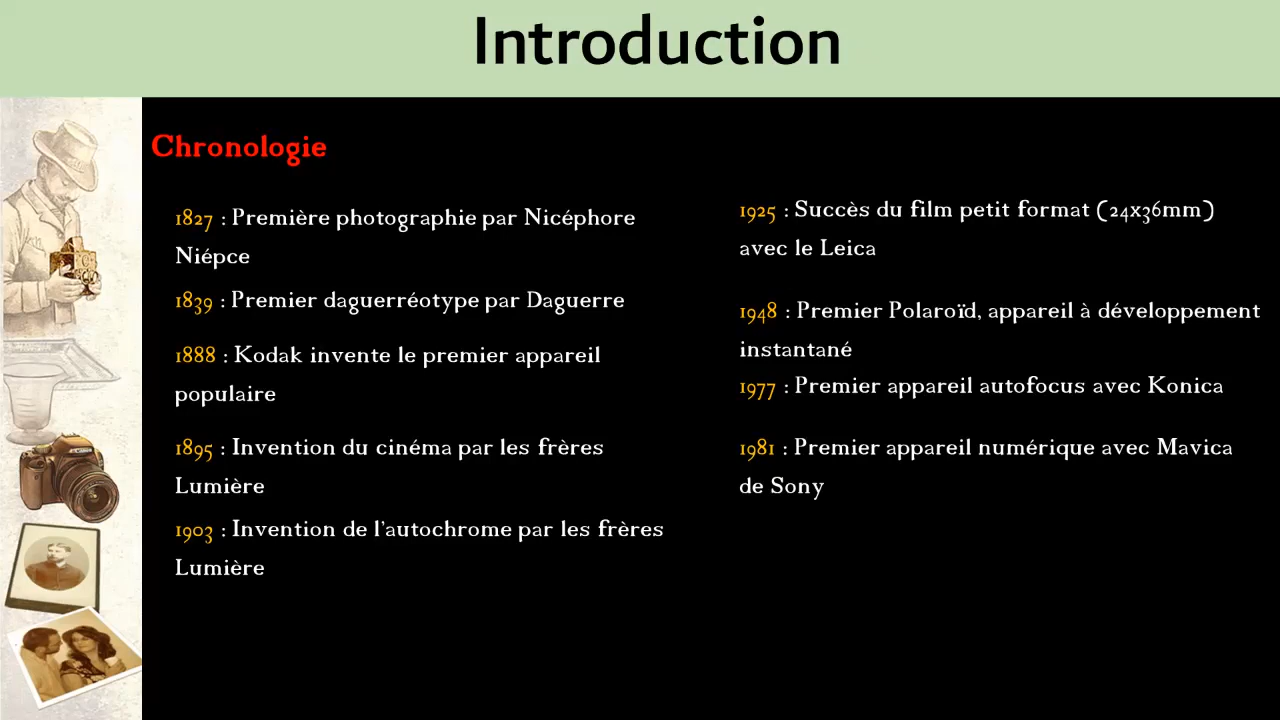 Introduction
Chronologie
1827 : Première photographie par Nicéphore
Niépce
1839 : Premier daguerréotype par Daguerre
1888 : Kodak invente le premier appareil
populaire
1895 : Invention du cinéma par les frères
Lumière
1903 : Invention de l'autochrome par les frères
Lumière
1925 : Succès du film petit format (24x36mm)
avec le Leica
1948 : Premier Polaroïd, appareil à développement
instantané
1977 : Premier appareil autofocus avec Konica
1981 : Premier appareil numérique avec Mavica
de Sony